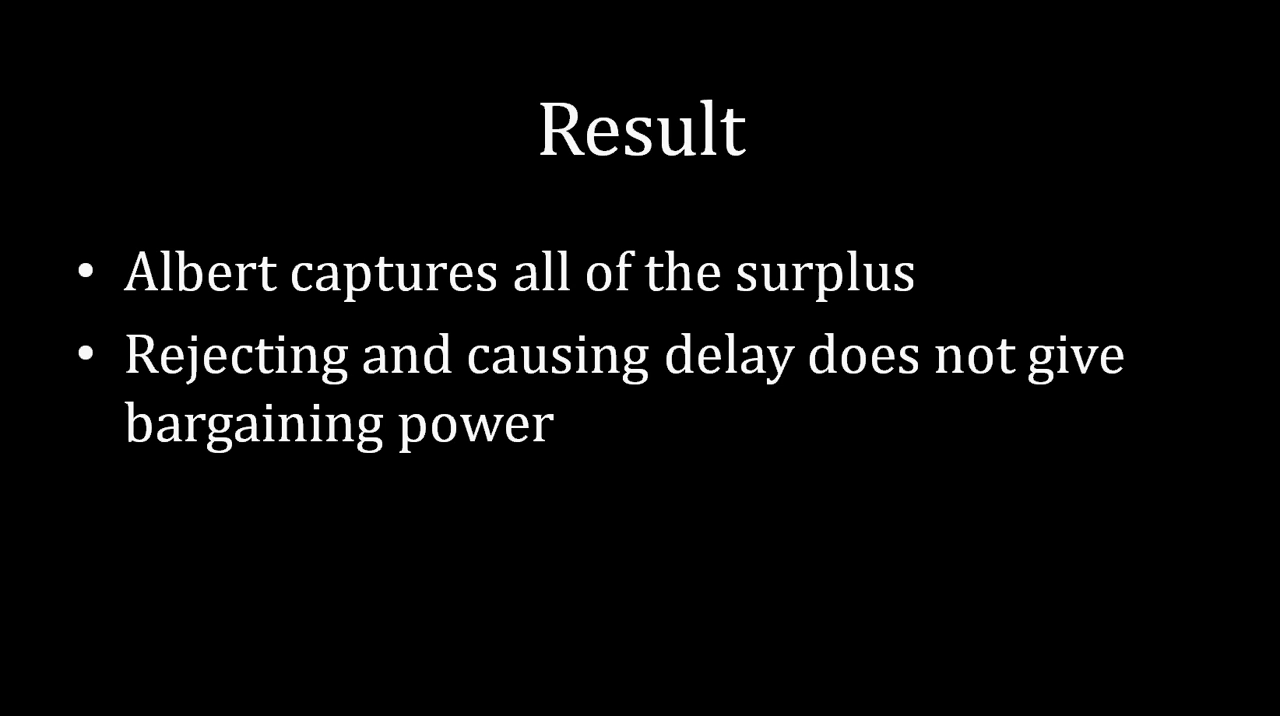 Result
• Albert captures all of the surplus
• Rejecting and causing delay does not give
bargaining power